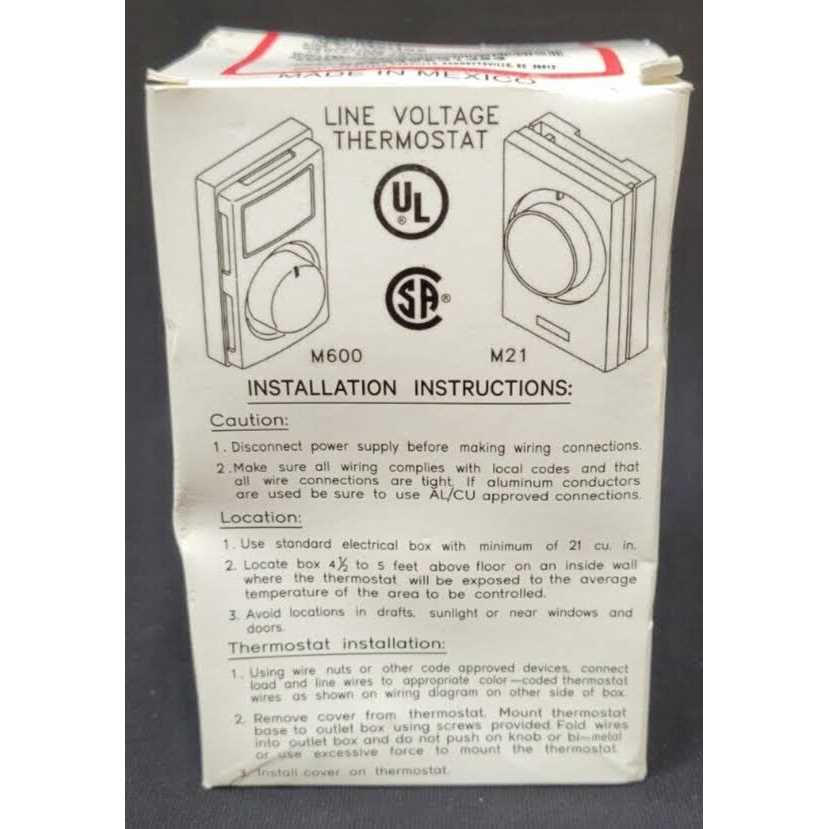 MADE IN MEXICO
LINE VOLTAGE
THERMOSTAT
UL ®
SA ®
M600
M21
INSTALLATION INSTRUCTIONS:
Caution:
1. Disconnect power supply before making wiring connections.
2. Make sure all wiring complies with local codes and that
all wire connections are tight. If aluminum conductors
are used be sure to use AL/CU approved connections.
Location:
1. Use standard electrical box with minimum of 21 cu. in.
2. Locate box 4½ to 5 feet above floor on an inside wall
where the thermostat will be exposed to the average
temperature of the area to be controlled.
3. Avoid locations in drafts, sunlight or near windows and
doors.
Thermostat installation:
1. Using wire nuts or other code approved devices, connect
load and line wires to appropriate color-coded thermostat
wires as shown on wiring diagram on other side of box.
2. Remove cover from thermostat. Mount thermostat
base to outlet box using screws provided. Fold wires
into outlet box and do not push on knob or bi-metal
or use excessive force to mount the thermostat.
3. Install cover on thermostat.